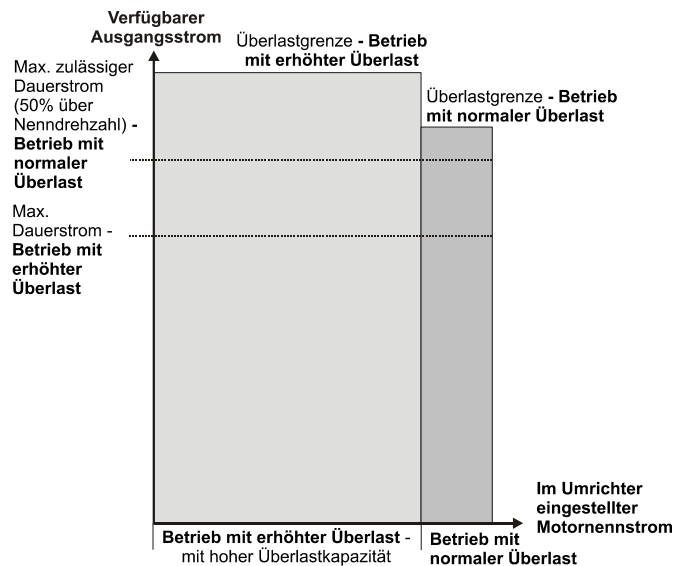 Verfügbarer
Ausgangsstrom
Überlastgrenze - Betrieb
mit erhöhter Überlast
Max. zulässiger
Dauerstrom
(50% über
Nenndrehzahl) -
Betrieb mit
normaler
Überlast
Überlastgrenze - Betrieb
mit normaler Überlast
Max.
Dauerstrom -
Betrieb mit
erhöhter
Überlast
Im Umrichter
eingestellter
Motornennstrom
Betrieb mit erhöhter Überlast -
mit hoher Überlastkapazität
Betrieb mit
normaler Überlast